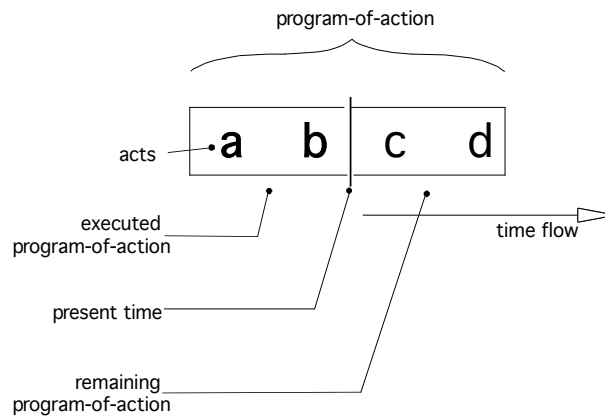 program-of-action
a b c d
acts
executed
program-of-action
time flow
present time
remaining
program-of-action